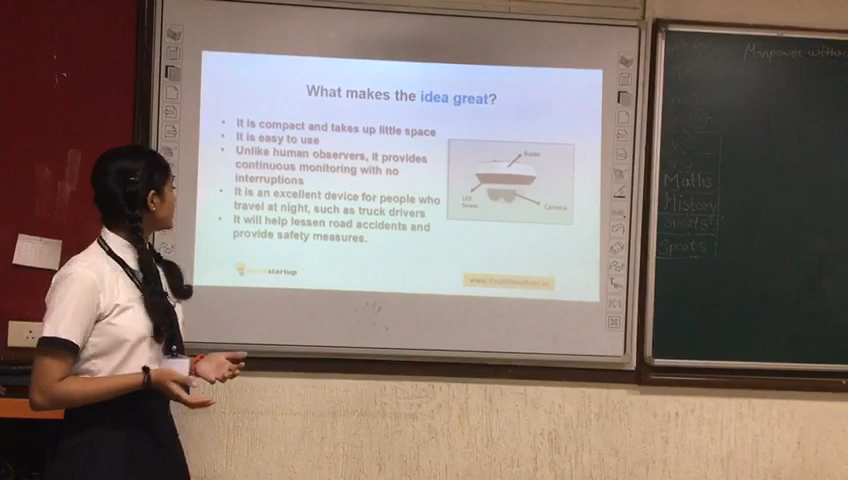 What makes the idea great?
• It is compact and takes up little space
• It is easy to use
• Unlike human observers, it provides
continuous monitoring with no
interruptions
• It is an excellent device for people who
travel at night, such as truck drivers
• It will help lessen road accidents and
provide safety measures.
Buzzer
LED
Camera
startup
Manpower
Maths
History
Sports
Sports